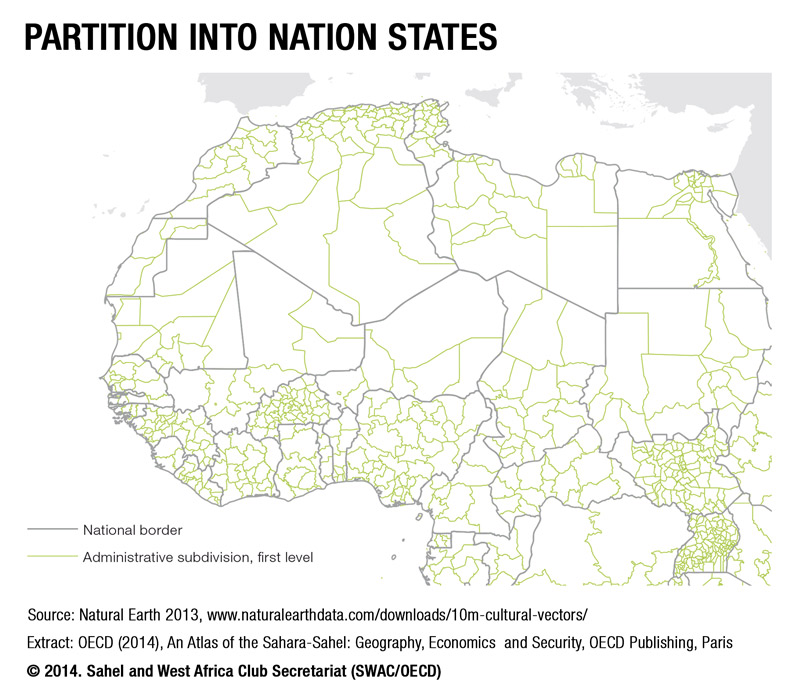 PARTITION INTO NATION STATES
National border
Administrative subdivision, first level
Source: Natural Earth 2013, www.naturalearthdata.com/downloads/10m-cultural-vectors/
Extract: OECD (2014), An Atlas of the Sahara-Sahel: Geography, Economics  and Security, OECD Publishing, Paris
© 2014. Sahel and West Africa Club Secretariat (SWAC/OECD)